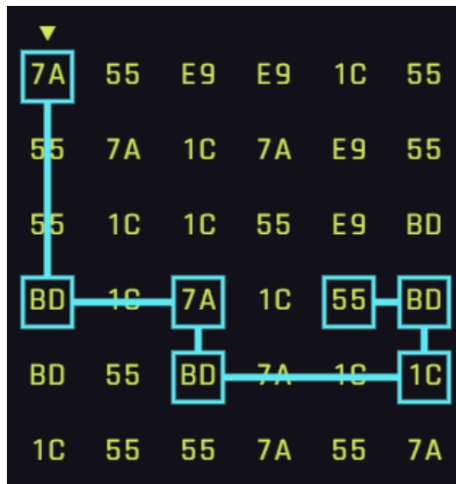 7A 55 E9 E9 1C 55
55 7A 1C 7A E9 55
55 1C 1C 55 E9 BD
BD 1C 7A 1C 55 BD
BD 55 BD 7A 1C 1C
1C 55 55 7A 55 7A